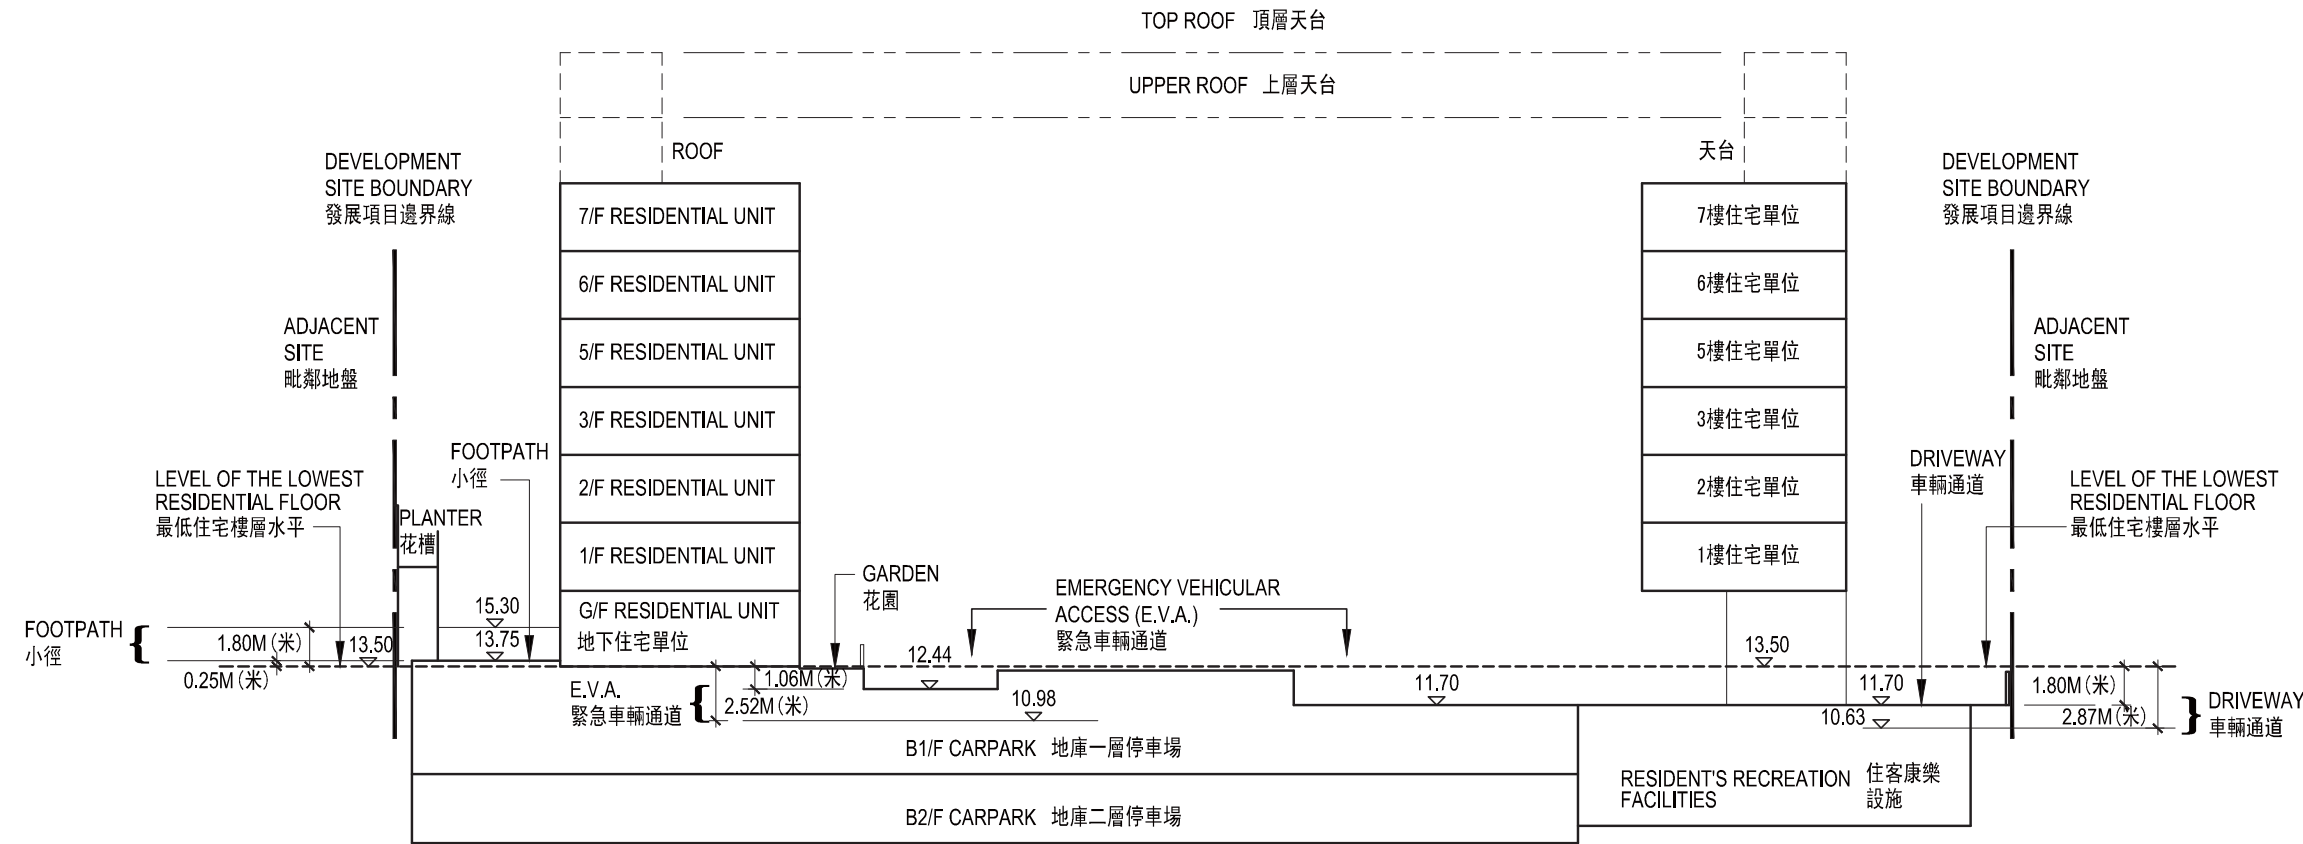 TOP ROOF 頂層天台
UPPER ROOF 上層天台
ROOF
天台
DEVELOPMENT
SITE BOUNDARY
發展項目邊界線
DEVELOPMENT
SITE BOUNDARY
發展項目邊界線
7/F RESIDENTIAL UNIT
7樓住宅單位
6/F RESIDENTIAL UNIT
6樓住宅單位
ADJACENT
SITE
毗鄰地盤
5/F RESIDENTIAL UNIT
5樓住宅單位
ADJACENT
SITE
毗鄰地盤
3/F RESIDENTIAL UNIT
3樓住宅單位
FOOTPATH
小徑
DRIVEWAY
車輛通道
LEVEL OF THE LOWEST
RESIDENTIAL FLOOR
最低住宅樓層水平
2/F RESIDENTIAL UNIT
2樓住宅單位
LEVEL OF THE LOWEST
RESIDENTIAL FLOOR
最低住宅樓層水平
PLANTER
花槽
1/F RESIDENTIAL UNIT
1樓住宅單位
GARDEN
花園
EMERGENCY VEHICULAR
ACCESS (E.V.A.)
緊急車輛通道
G/F RESIDENTIAL UNIT
地下住宅單位
15.30
FOOTPATH
小徑
1.80M (米)
13.50
13.75
12.44
13.50
0.25M (米)
E.V.A.
緊急車輛通道
1.06M (米)
2.52M (米)
10.98
11.70
11.70
1.80M (米)
10.63
2.87M (米)
DRIVEWAY
車輛通道
B1/F CARPARK 地庫一層停車場
RESIDENT'S RECREATION
FACILITIES
住客康樂
設施
B2/F CARPARK 地庫二層停車場